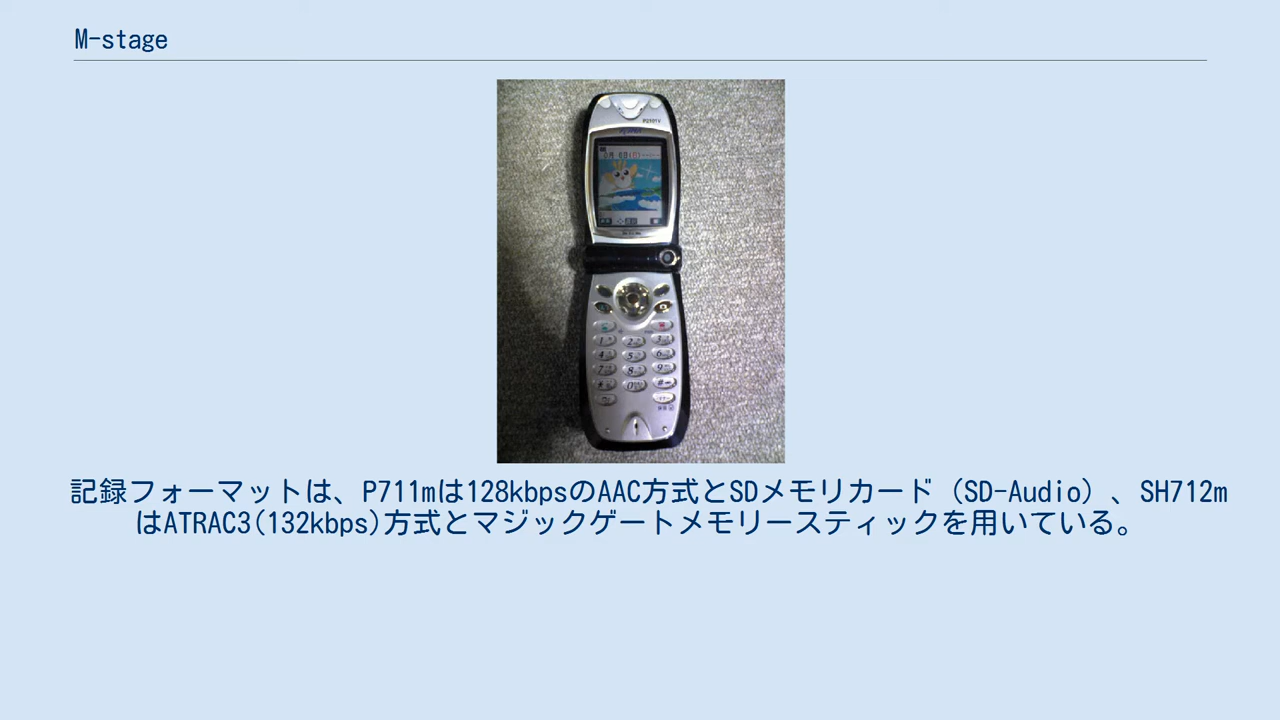 M-stage
P2101V
記録フォーマットは、P711mは128kbpsのAAC方式とSDメモリカード（SD-Audio）、SH712m
はATRAC3(132kbps)方式とマジックゲートメモリースティックを用いている。